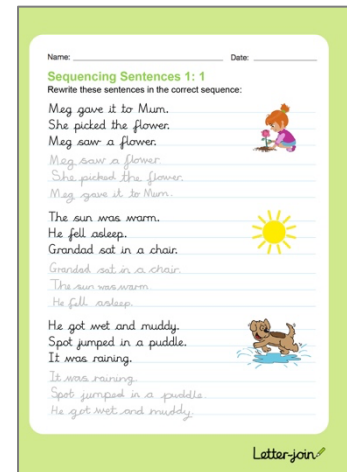 Name: Date:
Sequencing Sentences 1: 1
Rewrite these sentences in the correct sequence:
Meg gave it to Mum.
She picked the flower.
Meg saw a flower.
Meg saw a flower.
She picked the flower.
Meg gave it to Mum.
The sun was warm.
He fell asleep.
Grandad sat in a chair.
Grandad sat in a chair.
The sun was warm
He fell asleep.
He got wet and muddy.
Spot jumped in a puddle.
It was raining.
It was raining.
Spot jumped in a puddle.
He got wet and muddy.
Letter-join